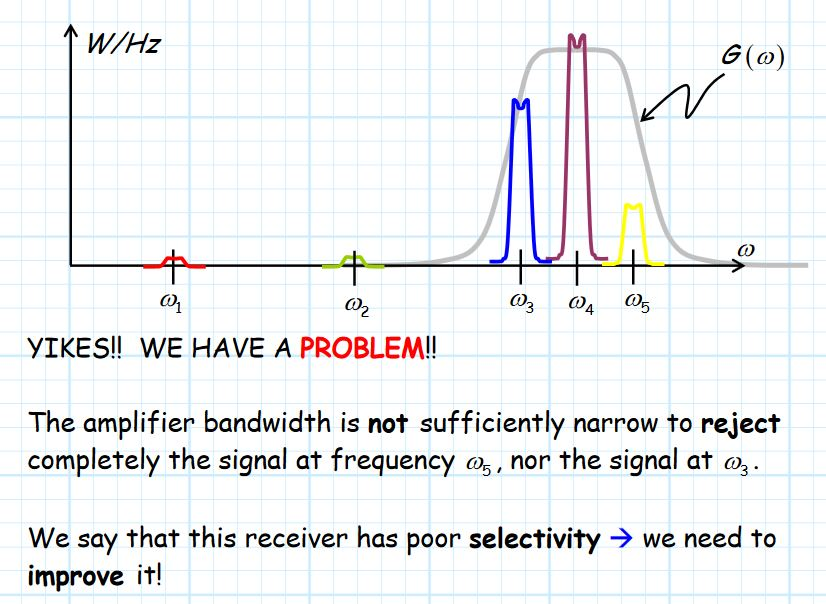 W/Hz
G(ω)
ω
ω₁ ω₂ ω₃ ω₄ ω₅
YIKES!! WE HAVE A PROBLEM!!
The amplifier bandwidth is not sufficiently narrow to reject
completely the signal at frequency ω₅, nor the signal at ω₃.
We say that this receiver has poor selectivity → we need to
improve it!